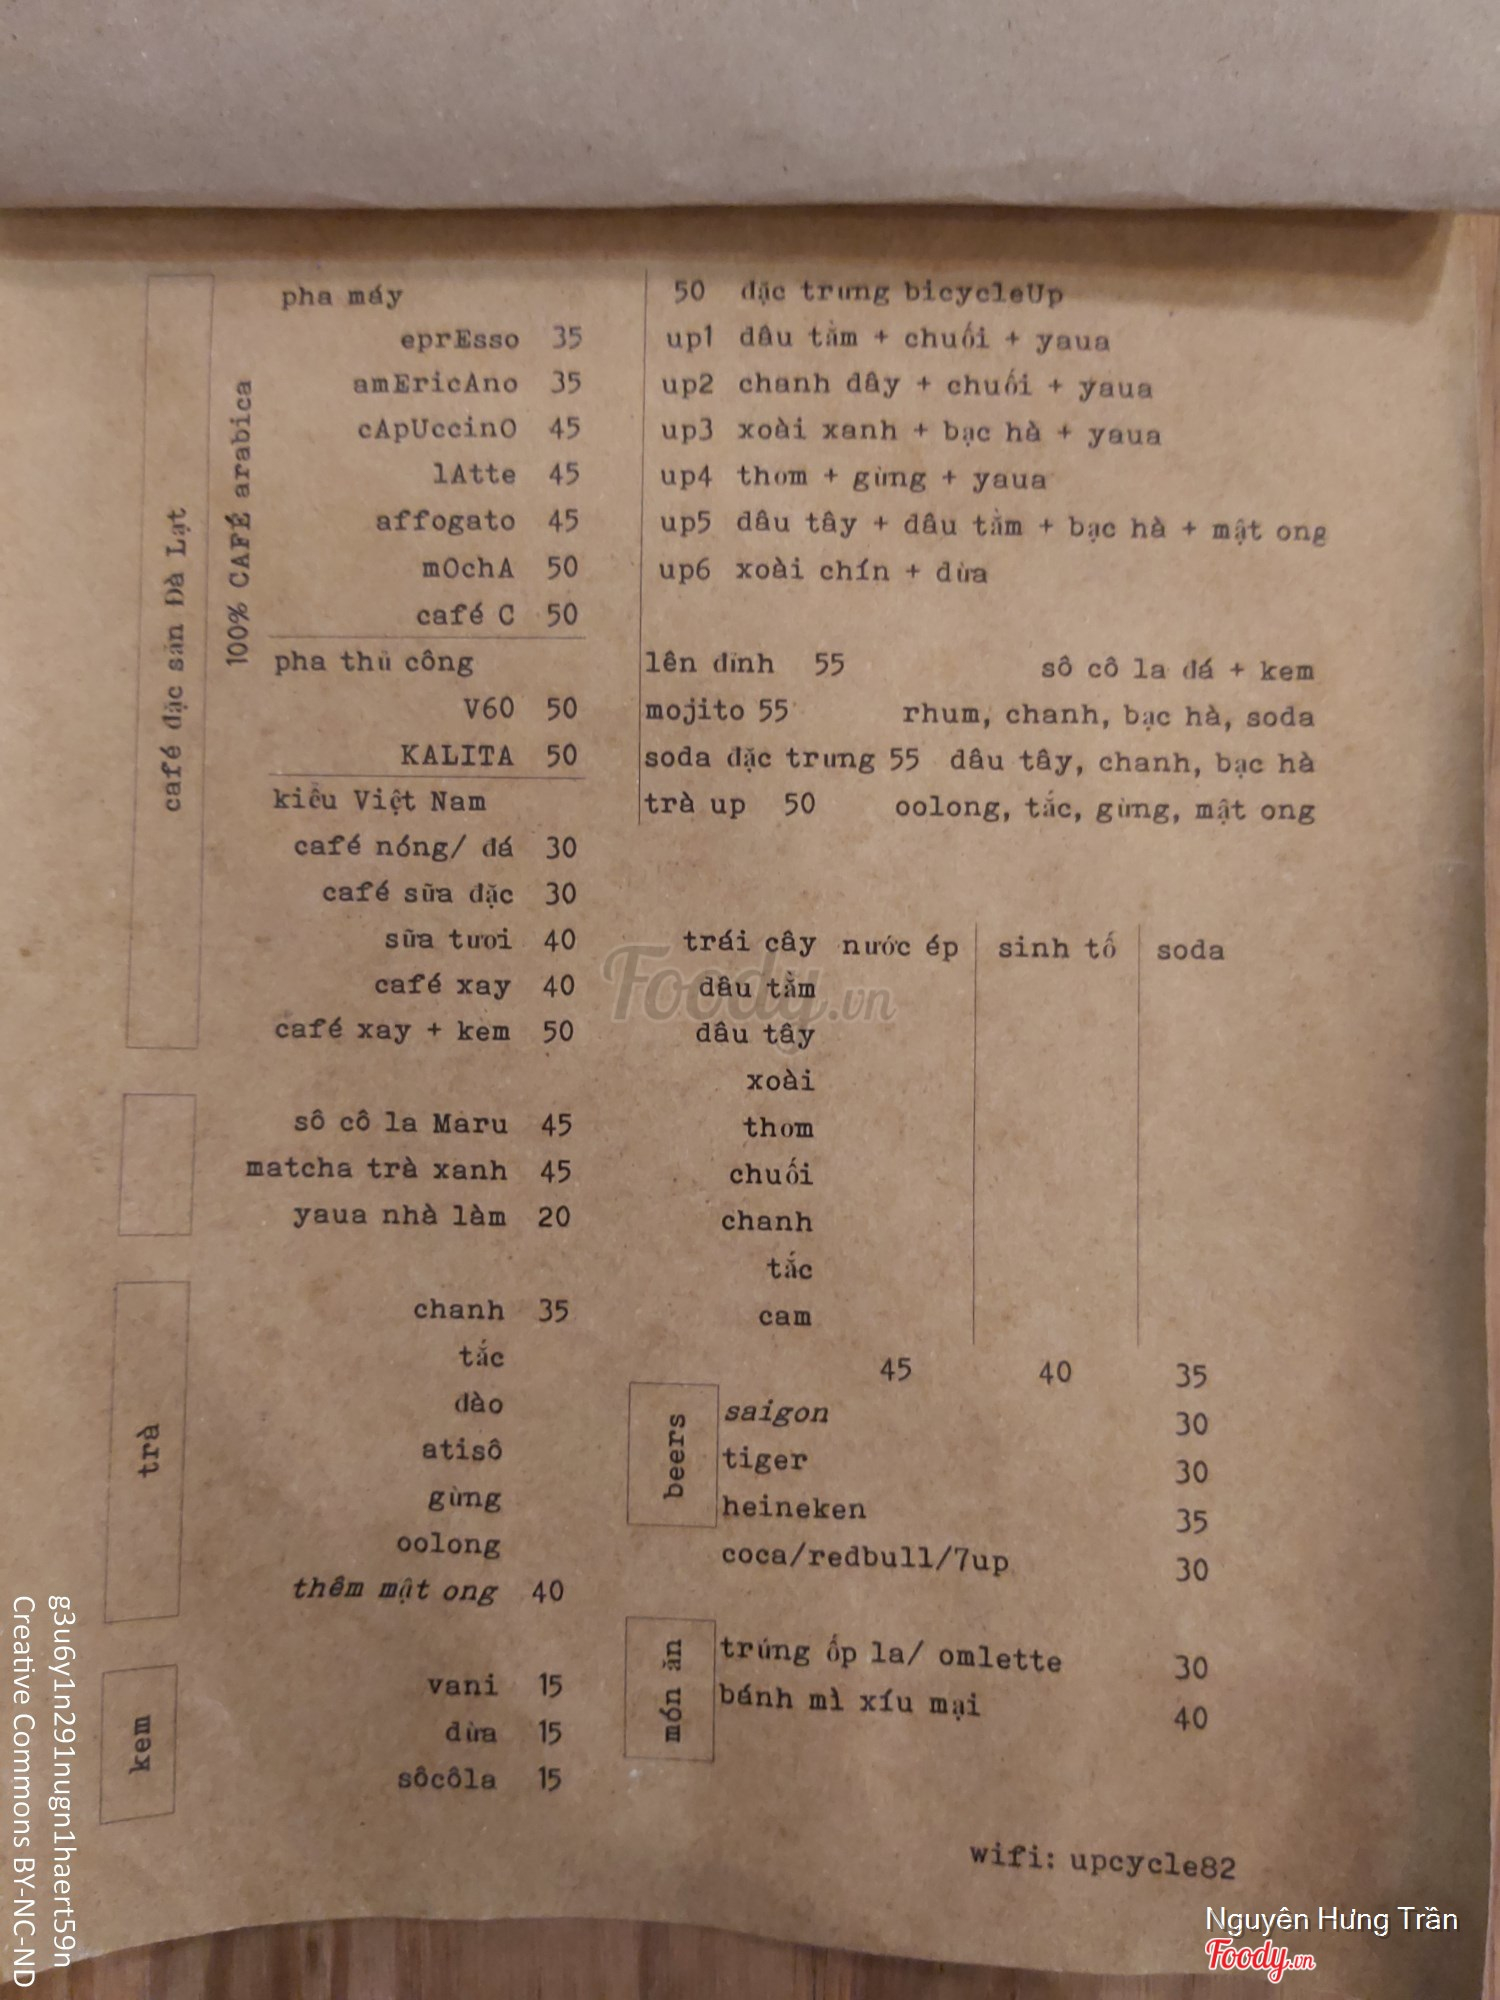 café đặc sản Đà Lạt
100% CAFÉ arabica
pha máy
eprEsso 35
amEricAno 35
cApUccinO 45
lAtte 45
affogato 45
mOchA 50
café C 50
pha thủ công
V60 50
KALITA 50
kiểu Việt Nam
café nóng/ đá 30
café sữa đặc 30
sữa tươi 40
café xay 40
café xay + kem 50
sô cô la Maru 45
matcha trà xanh 45
yaua nhà làm 20
trà
chanh 35
tắc
đào
atisô
gừng
oolong
thêm mật ong 40
kem
vani 15
dừa 15
sôcôla 15
50 đặc trưng bicycleUp
up1 dâu tằm + chuối + yaua
up2 chanh dây + chuối + yaua
up3 xoài xanh + bạc hà + yaua
up4 thơm + gừng + yaua
up5 dâu tây + dâu tằm + bạc hà + mật ong
up6 xoài chín + dừa
lên đỉnh 55 sô cô la đá + kem
mojito 55 rhum, chanh, bạc hà, soda
soda đặc trưng 55 dâu tây, chanh, bạc hà
trà up 50 oolong, tắc, gừng, mật ong
trái cây nước ép sinh tố soda
dâu tằm
dâu tây
xoài
thơm
chuối
chanh
tắc
cam
45 40 35
beers
saigon 30
tiger 30
heineken 35
coca/redbull/7up 30
món ăn
trứng ốp la/ omlette 30
bánh mì xíu mại 40
wifi: upcycle82
Foody.vn
Nguyên Hưng Trần
Foody.vn
g3u6y1n291nugn1haert59n
Creative Commons BY-NC-ND